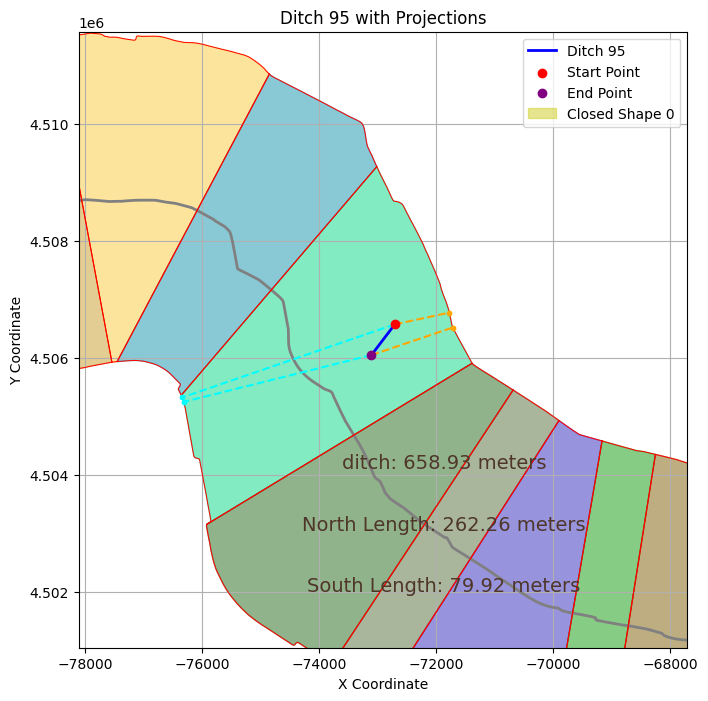 Ditch 95 with Projections
1e6
Ditch 95
Start Point
End Point
Closed Shape 0
4.510
4.508
4.506
4.504
4.502
Y Coordinate
ditch: 658.93 meters
North Length: 262.26 meters
South Length: 79.92 meters
−78000 −76000 −74000 −72000 −70000 −68000
X Coordinate